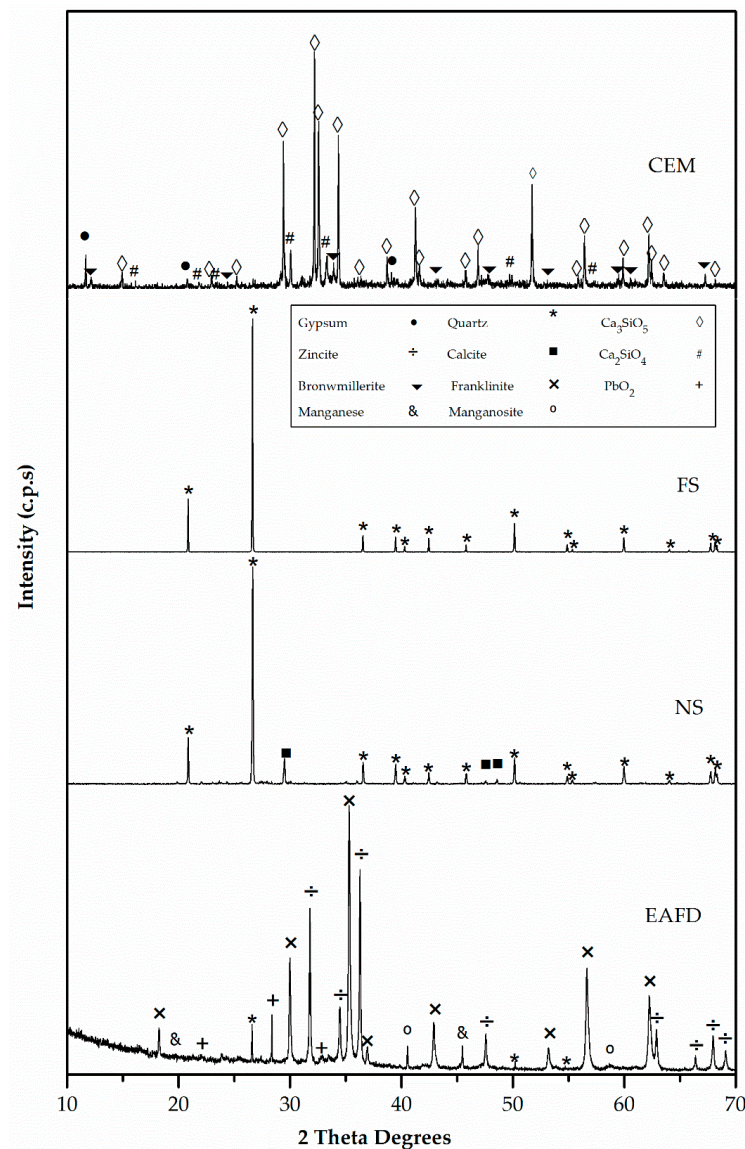 CEM
Gypsum ● Quartz * Ca3SiO5 ◊
Zincite ÷ Calcite ■ Ca2SiO4 #
Bronwmillerite ▼ Franklinite × PbO2 +
Manganese & Manganosite o
FS
NS
EAFD
Intensity (c.p.s)
10 20 30 40 50 60 70
2 Theta Degrees